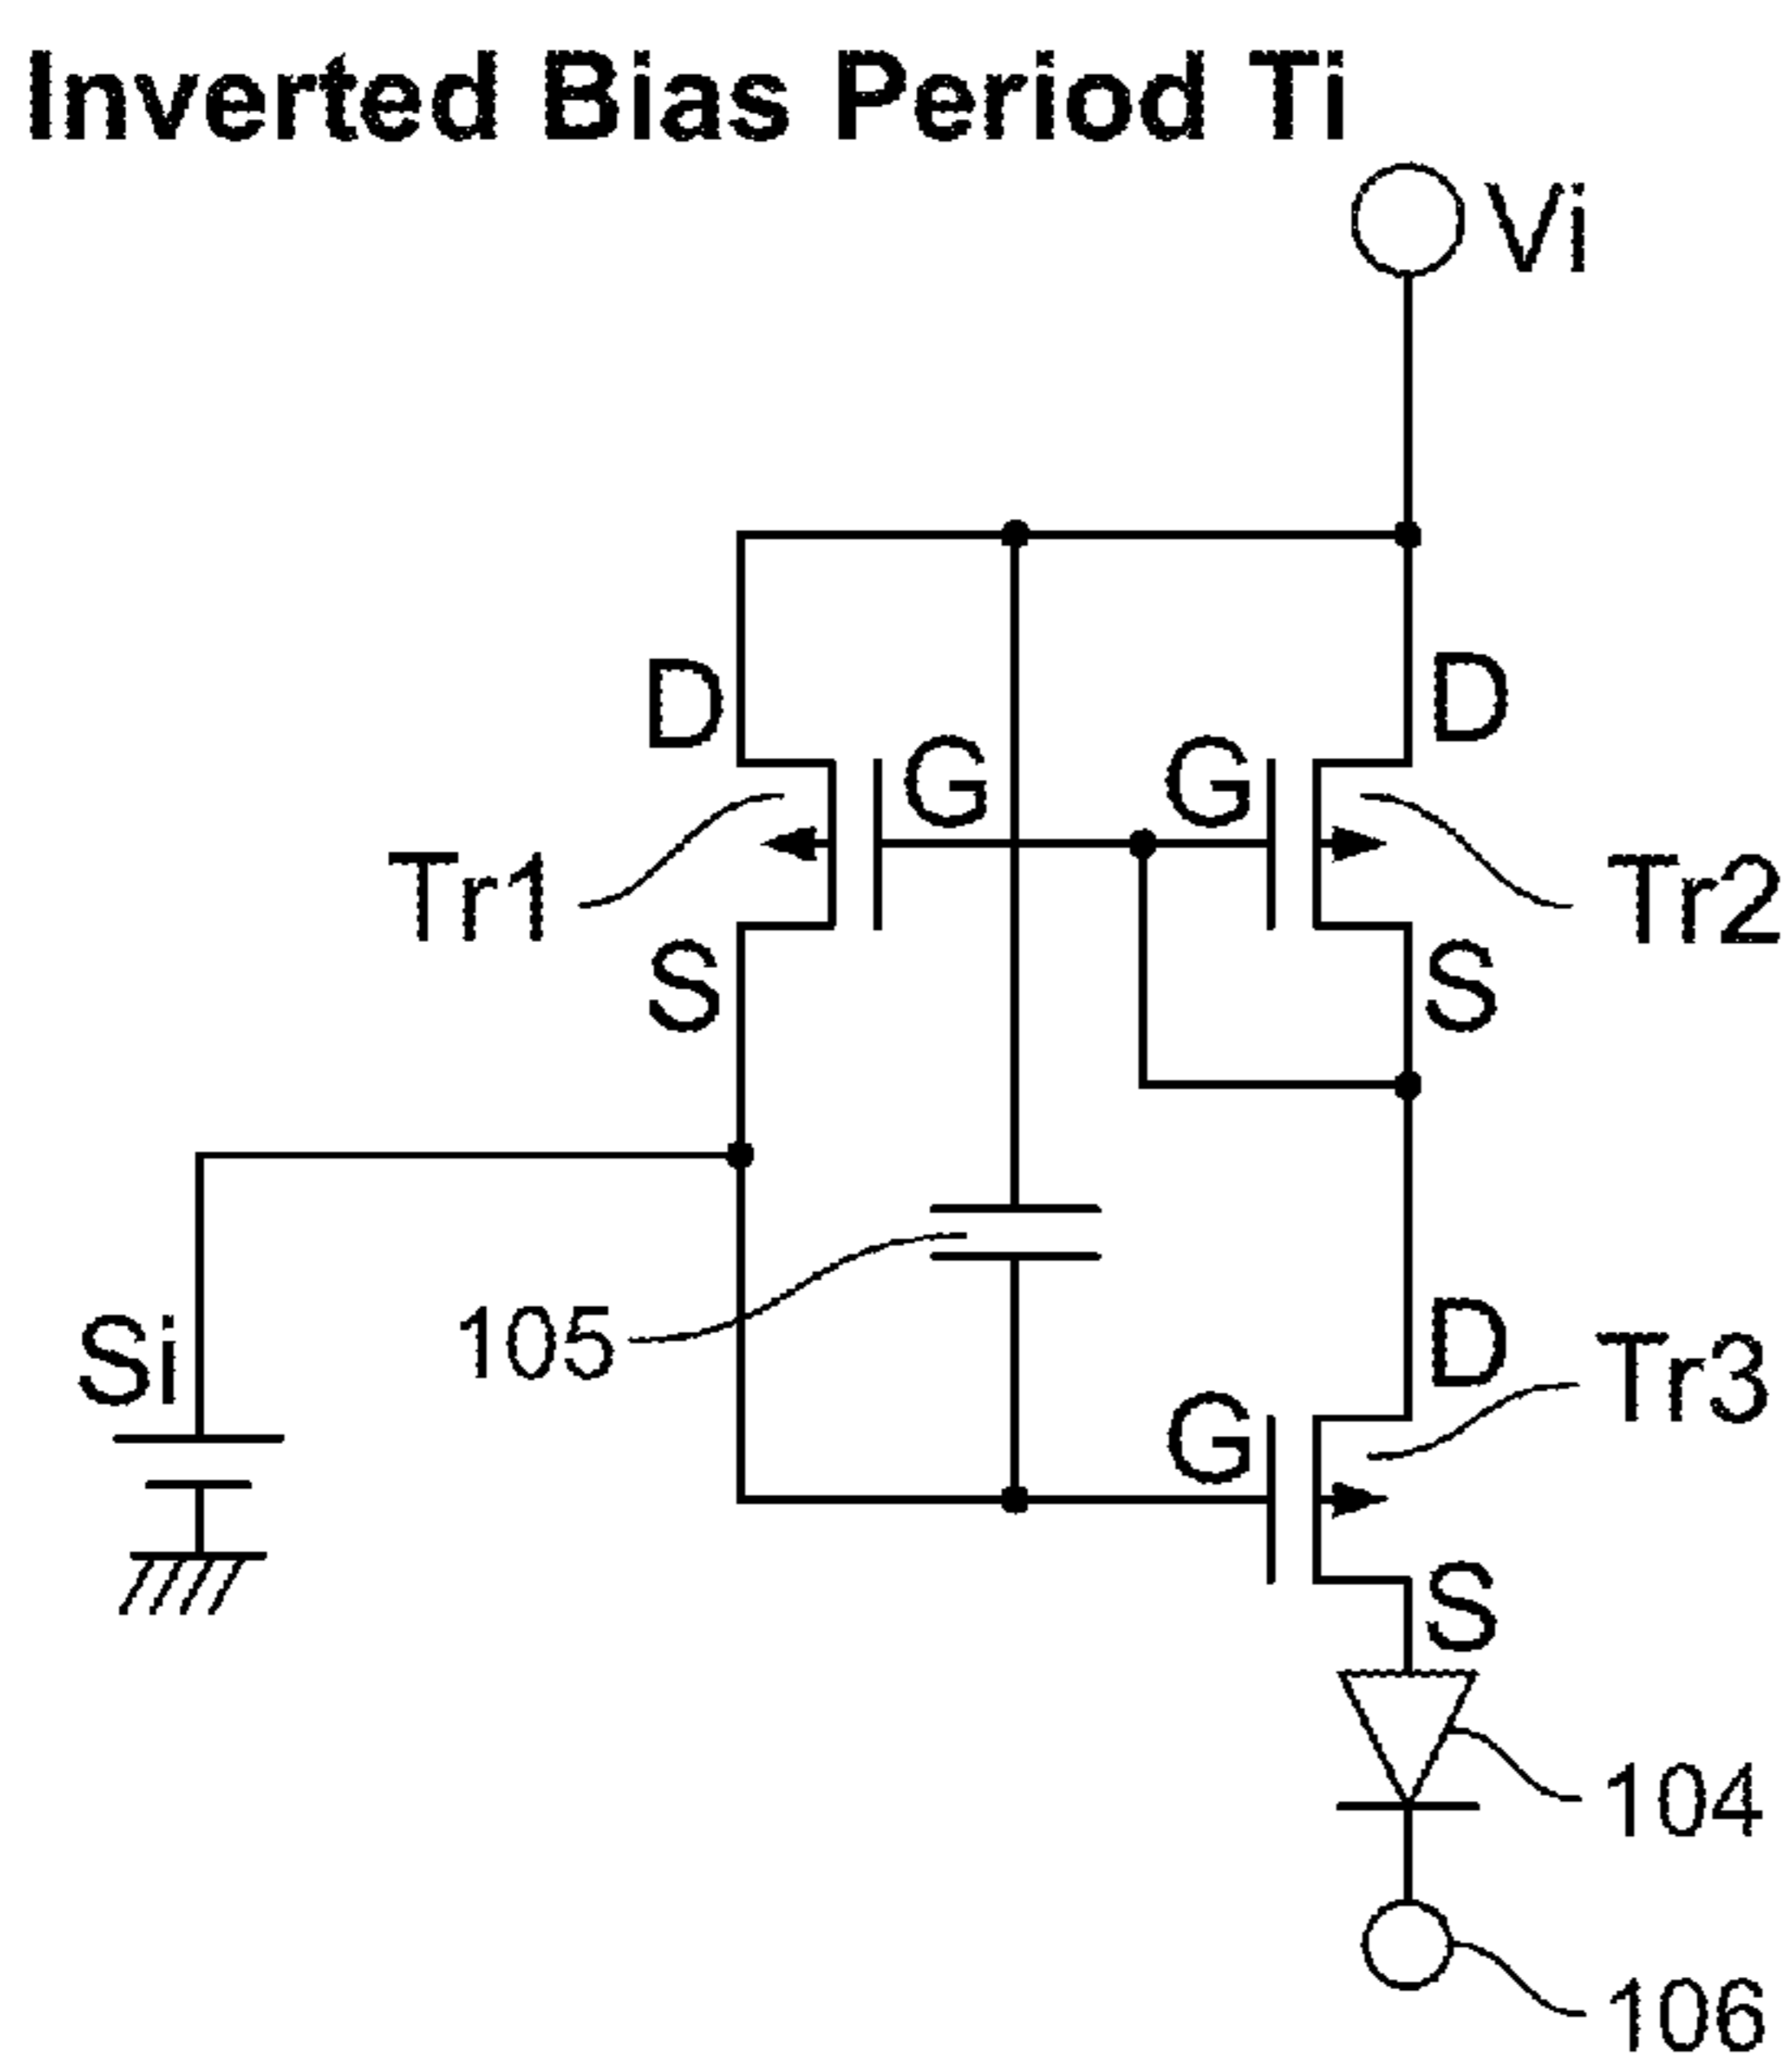 Inverted Bias Period Ti
Vi
D
D
G
G
Tr1
Tr2
S
S
105
Si
D
Tr3
G
S
104
106